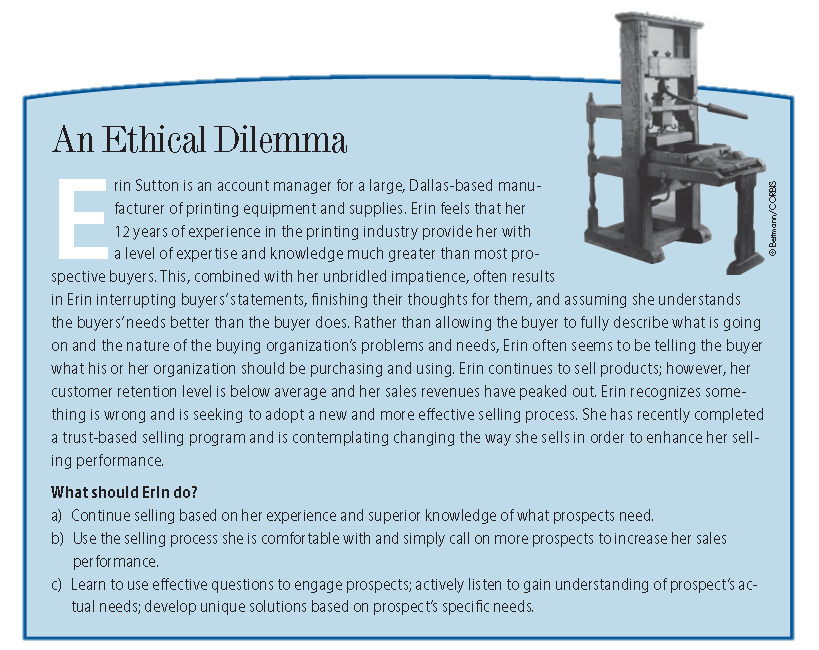 An Ethical Dilemma
Erin Sutton is an account manager for a large, Dallas-based manu-
facturer of printing equipment and supplies. Erin feels that her
12 years of experience in the printing industry provide her with
a level of expertise and knowledge much greater than most pro-
spective buyers. This, combined with her unbridled impatience, often results
in Erin interrupting buyers' statements, finishing their thoughts for them, and assuming she understands
the buyers' needs better than the buyer does. Rather than allowing the buyer to fully describe what is going
on and the nature of the buying organization's problems and needs, Erin often seems to be telling the buyer
what his or her organization should be purchasing and using. Erin continues to sell products; however, her
customer retention level is below average and her sales revenues have peaked out. Erin recognizes some-
thing is wrong and is seeking to adopt a new and more effective selling process. She has recently completed
a trust-based selling program and is contemplating changing the way she sells in order to enhance her sell-
ing performance.
What should ErIn do?
a) Continue selling based on her experience and superior knowledge of what prospects need.
b) Use the selling process she is comfortable with and simply call on more prospects to increase her sales
performance.
c) Learn to use effective questions to engage prospects; actively listen to gain understanding of prospect's ac-
tual needs; develop unique solutions based on prospect's specific needs.
© Bettmann/CORBIS